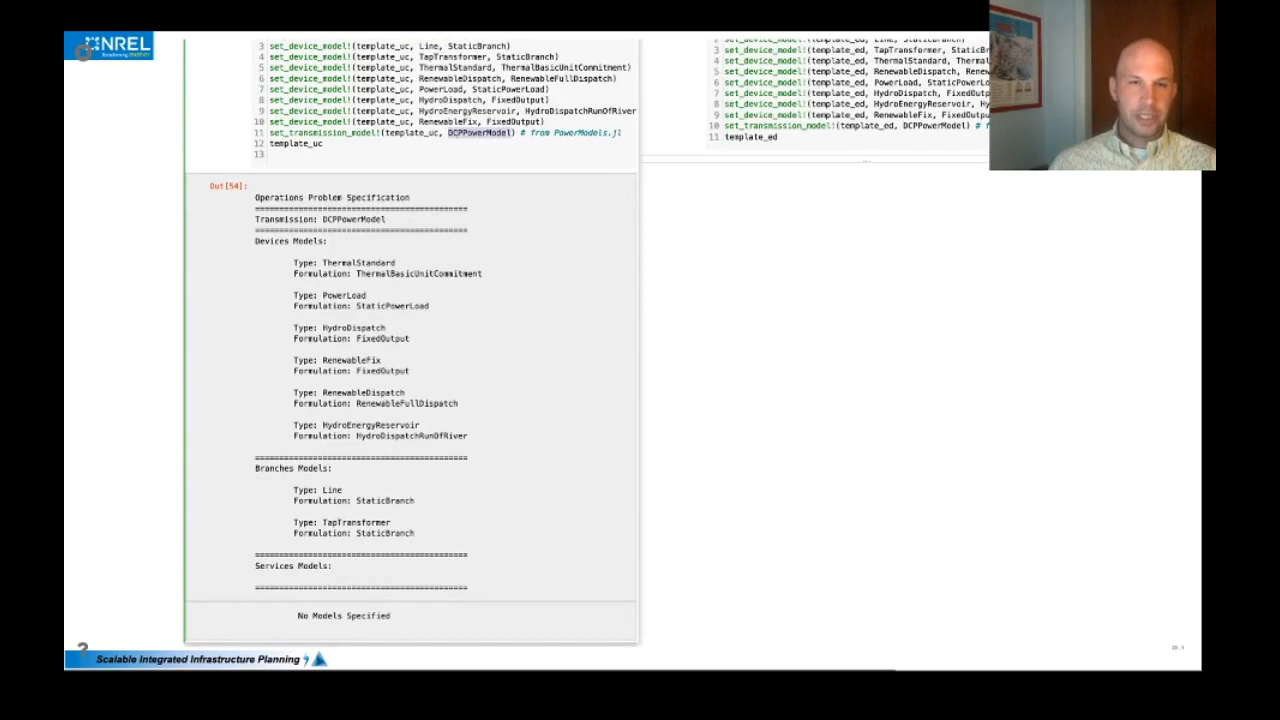 NREL
Transforming ENERGY
3 set_device_model!(template_uc, Line, StaticBranch)
4 set_device_model!(template_uc, TapTransformer, StaticBranch)
5 set_device_model!(template_uc, ThermalStandard, ThermalBasicUnitCommitment)
6 set_device_model!(template_uc, RenewableDispatch, RenewableFullDispatch)
7 set_device_model!(template_uc, PowerLoad, StaticPowerLoad)
8 set_device_model!(template_uc, HydroDispatch, FixedOutput)
9 set_device_model!(template_uc, HydroEnergyReservoir, HydroDispatchRunOfRiver
10 set_device_model!(template_uc, RenewableFix, FixedOutput)
11 set_transmission_model!(template_uc, DCPPowerModel) # from PowerModels.jl
12 template_uc
13
Out[54]:
Operations Problem Specification
============================================
Transmission: DCPPowerModel
============================================
Devices Models:
Type: ThermalStandard
Formulation: ThermalBasicUnitCommitment
Type: PowerLoad
Formulation: StaticPowerLoad
Type: HydroDispatch
Formulation: FixedOutput
Type: RenewableFix
Formulation: FixedOutput
Type: RenewableDispatch
Formulation: RenewableFullDispatch
Type: HydroEnergyReservoir
Formulation: HydroDispatchRunOfRiver
============================================
Branches Models:
Type: Line
Formulation: StaticBranch
Type: TapTransformer
Formulation: StaticBranch
============================================
Services Models:
============================================
No Models Specified
2 set_device_model!(template_ed, Line, StaticBranch)
3 set_device_model!(template_ed, TapTransformer, StaticBr
4 set_device_model!(template_ed, ThermalStandard, Thermal
5 set_device_model!(template_ed, RenewableDispatch, Renew
6 set_device_model!(template_ed, PowerLoad, StaticPowerLo
7 set_device_model!(template_ed, HydroDispatch, FixedOutp
8 set_device_model!(template_ed, HydroEnergyReservoir, Hy
9 set_device_model!(template_ed, RenewableFix, FixedOutpu
10 set_transmission_model!(template_ed, DCPPowerModel) # f
11 template_ed
Scalable Integrated Infrastructure Planning